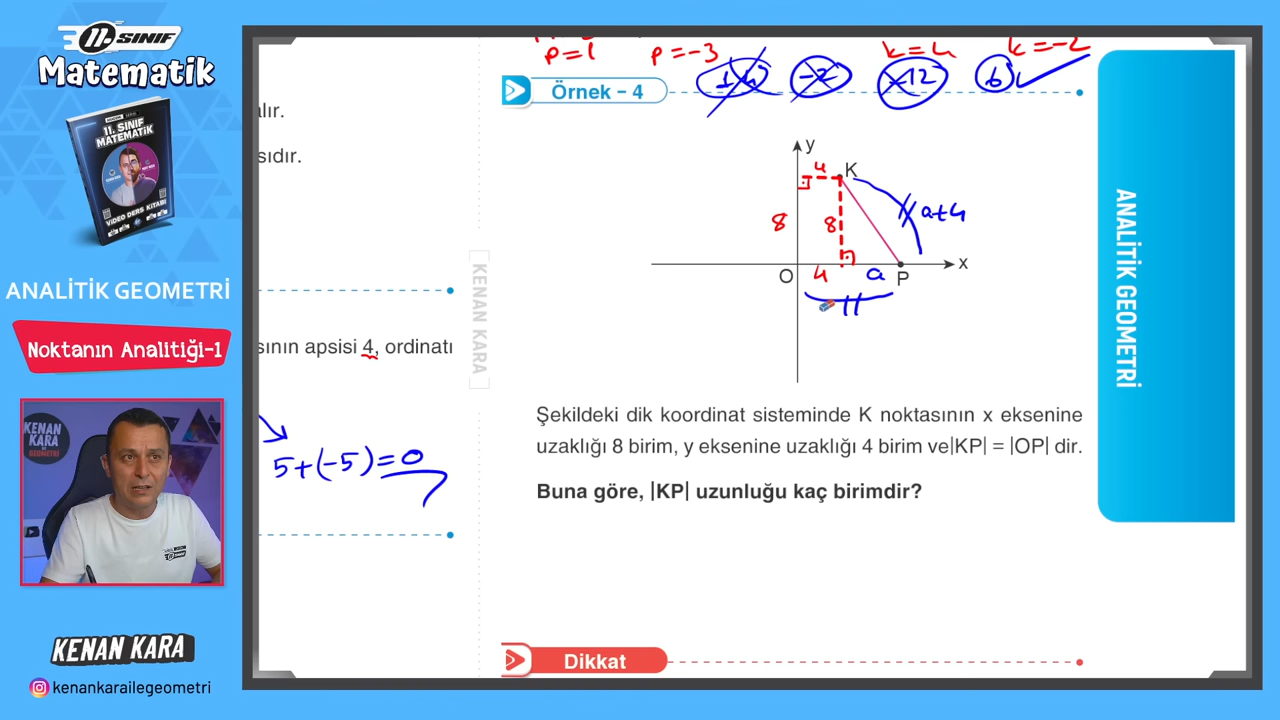 11. SINIF
Matematik
11. SINIF
MATEMATİK
VİDEO DERS KİTABI
ANALİTİK GEOMETRİ
Noktanın Analitiği-1
KENAN
KARA
GEOMETRİ
11. SINIF
KENAN KARA
kenankarailegeometri
alır.
sıdır.
sının apsisi 4, ordinatı
5+(-5)=0
KENAN KARA
p=1
p=-3
k=4
k=-2
Örnek – 4
-2
-12
6
y
4
K
8
8
a+4
x
O
4
a
P
Şekildeki dik koordinat sisteminde K noktasının x eksenine
uzaklığı 8 birim, y eksenine uzaklığı 4 birim ve|KP| = |OP| dir.
Buna göre, |KP| uzunluğu kaç birimdir?
Dikkat
ANALİTİK GEOMETRİ